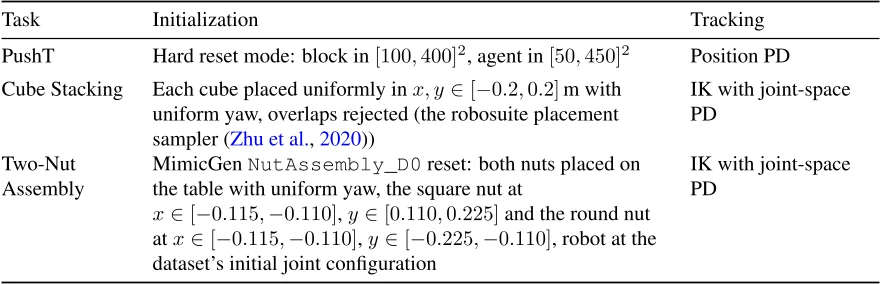 Task Initialization Tracking
PushT Hard reset mode: block in [100, 400]², agent in [50, 450]² Position PD
Cube Stacking Each cube placed uniformly in x, y ∈ [−0.2, 0.2] m with IK with joint-space
uniform yaw, overlaps rejected (the robosuite placement PD
sampler (Zhu et al., 2020))
Two-Nut MimicGen NutAssembly_D0 reset: both nuts placed on IK with joint-space
Assembly the table with uniform yaw, the square nut at PD
x ∈ [−0.115, −0.110], y ∈ [0.110, 0.225] and the round nut
at x ∈ [−0.115, −0.110], y ∈ [−0.225, −0.110], robot at the
dataset's initial joint configuration